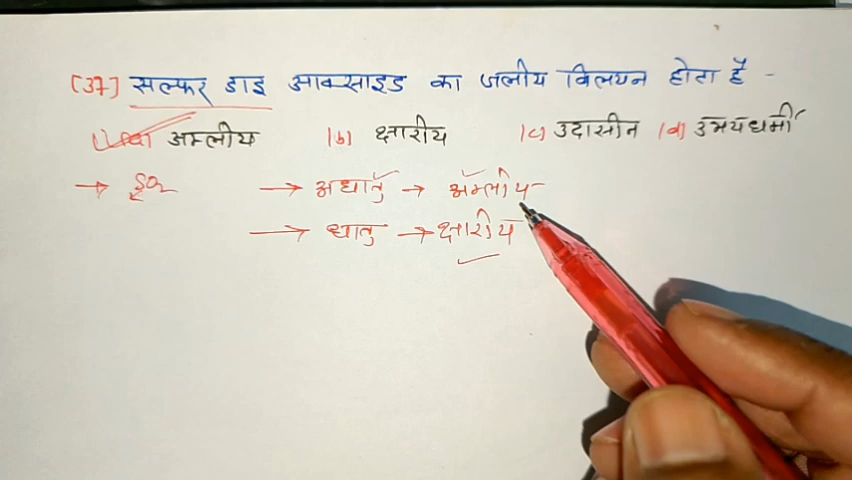 (37) सल्फर डाइ आक्साइड का जलीय विलयन होता है -
(a) अम्लीय (b) क्षारीय (c) उदासीन (d) उभयधर्मी
→ SO2 → अधातु → अम्लीय
→ धातु → क्षारीय